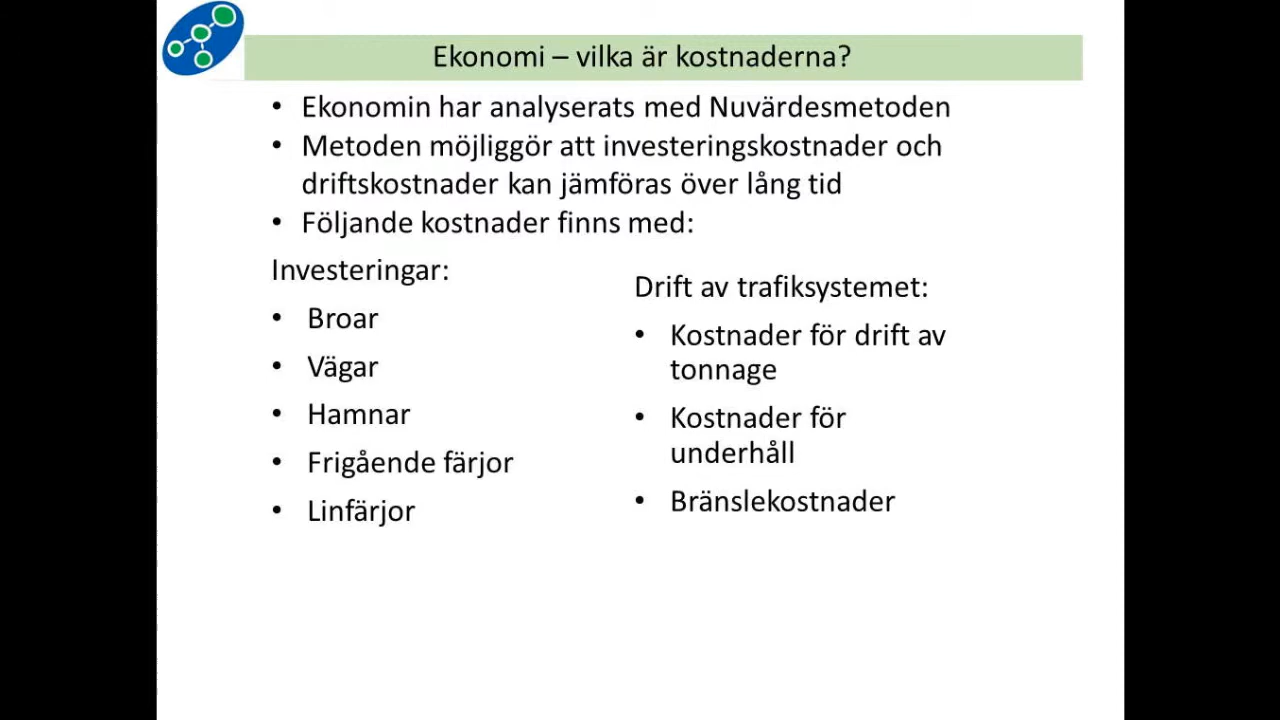 Ekonomi – vilka är kostnaderna?
• Ekonomin har analyserats med Nuvärdesmetoden
• Metoden möjliggör att investeringskostnader och
driftskostnader kan jämföras över lång tid
• Följande kostnader finns med:
Investeringar:
• Broar
• Vägar
• Hamnar
• Frigående färjor
• Linfärjor
Drift av trafiksystemet:
• Kostnader för drift av
tonnage
• Kostnader för
underhåll
• Bränslekostnader